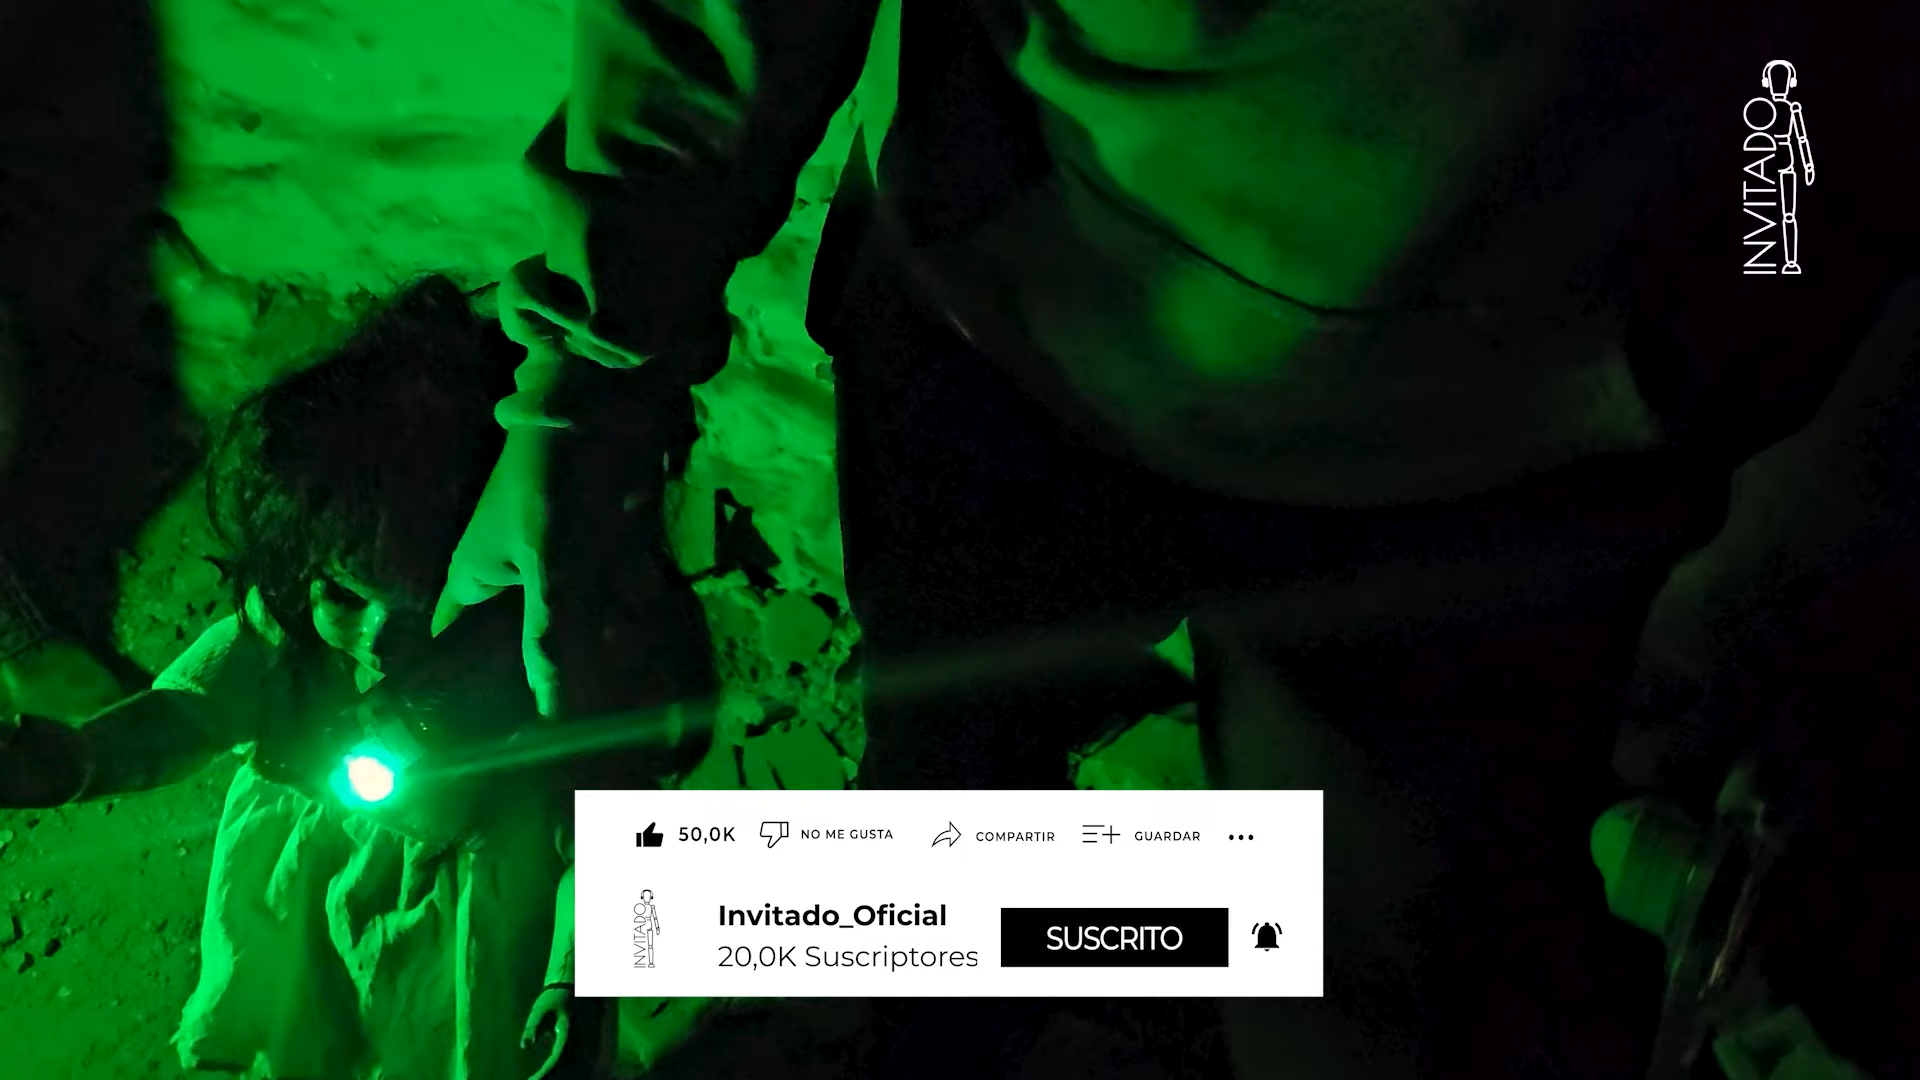 INVITADO
50,0K NO ME GUSTA COMPARTIR GUARDAR
Invitado_Oficial
20,0K Suscriptores
SUSCRITO
INVITADO